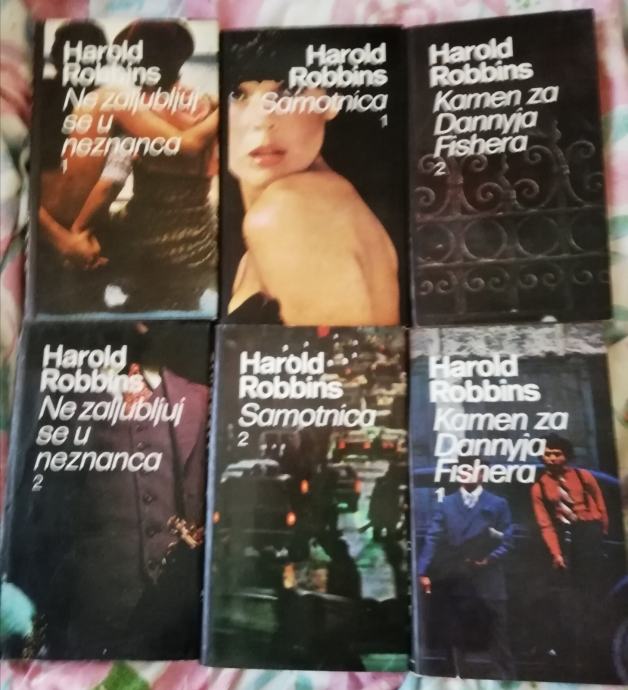 Harold
Robbins
Ne zaljubljuj
se u
neznanca
1
Harold
Robbins
Samotnica
1
Harold
Robbins
Kamen za
Dannyja
Fishera
2
Harold
Robbins
Ne zaljubljuj
se u
neznanca
2
Harold
Robbins
Samotnica
2
Harold
Robbins
Kamen za
Dannyja
Fishera
1